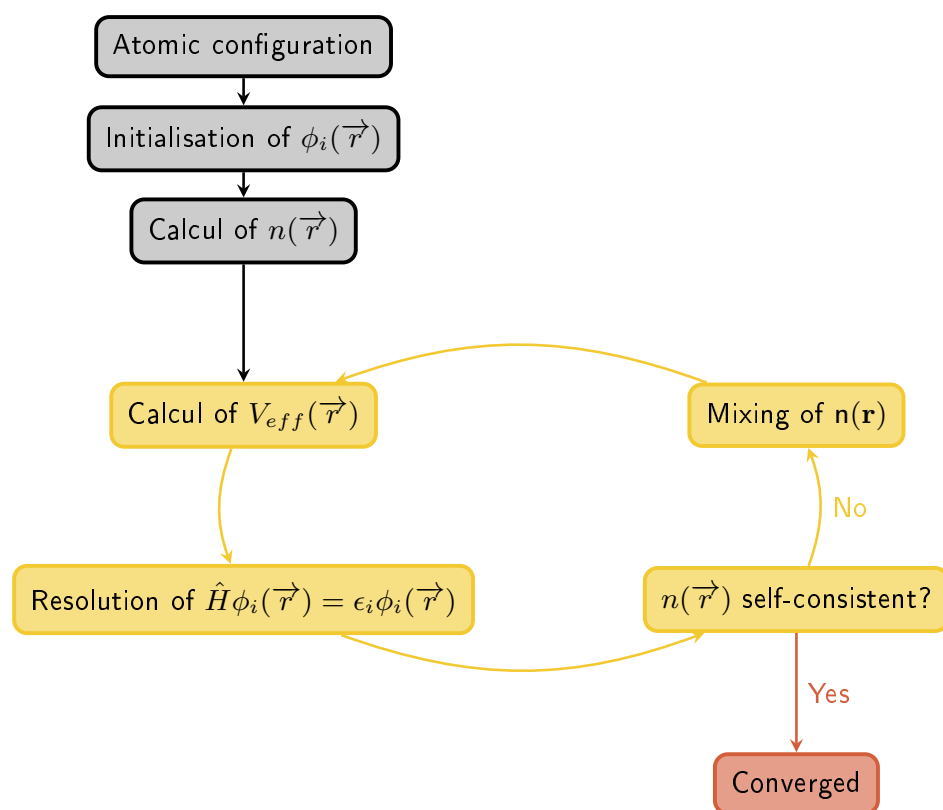 Atomic configuration
Initialisation of $\phi_i(\overrightarrow{r})$
Calcul of $n(\overrightarrow{r})$
Calcul of $V_{eff}(\overrightarrow{r})$
Mixing of n($\mathbf{r}$)
No
Resolution of $\hat{H}\phi_i(\overrightarrow{r}) = \epsilon_i\phi_i(\overrightarrow{r})$
$n(\overrightarrow{r})$ self-consistent?
Yes
Converged